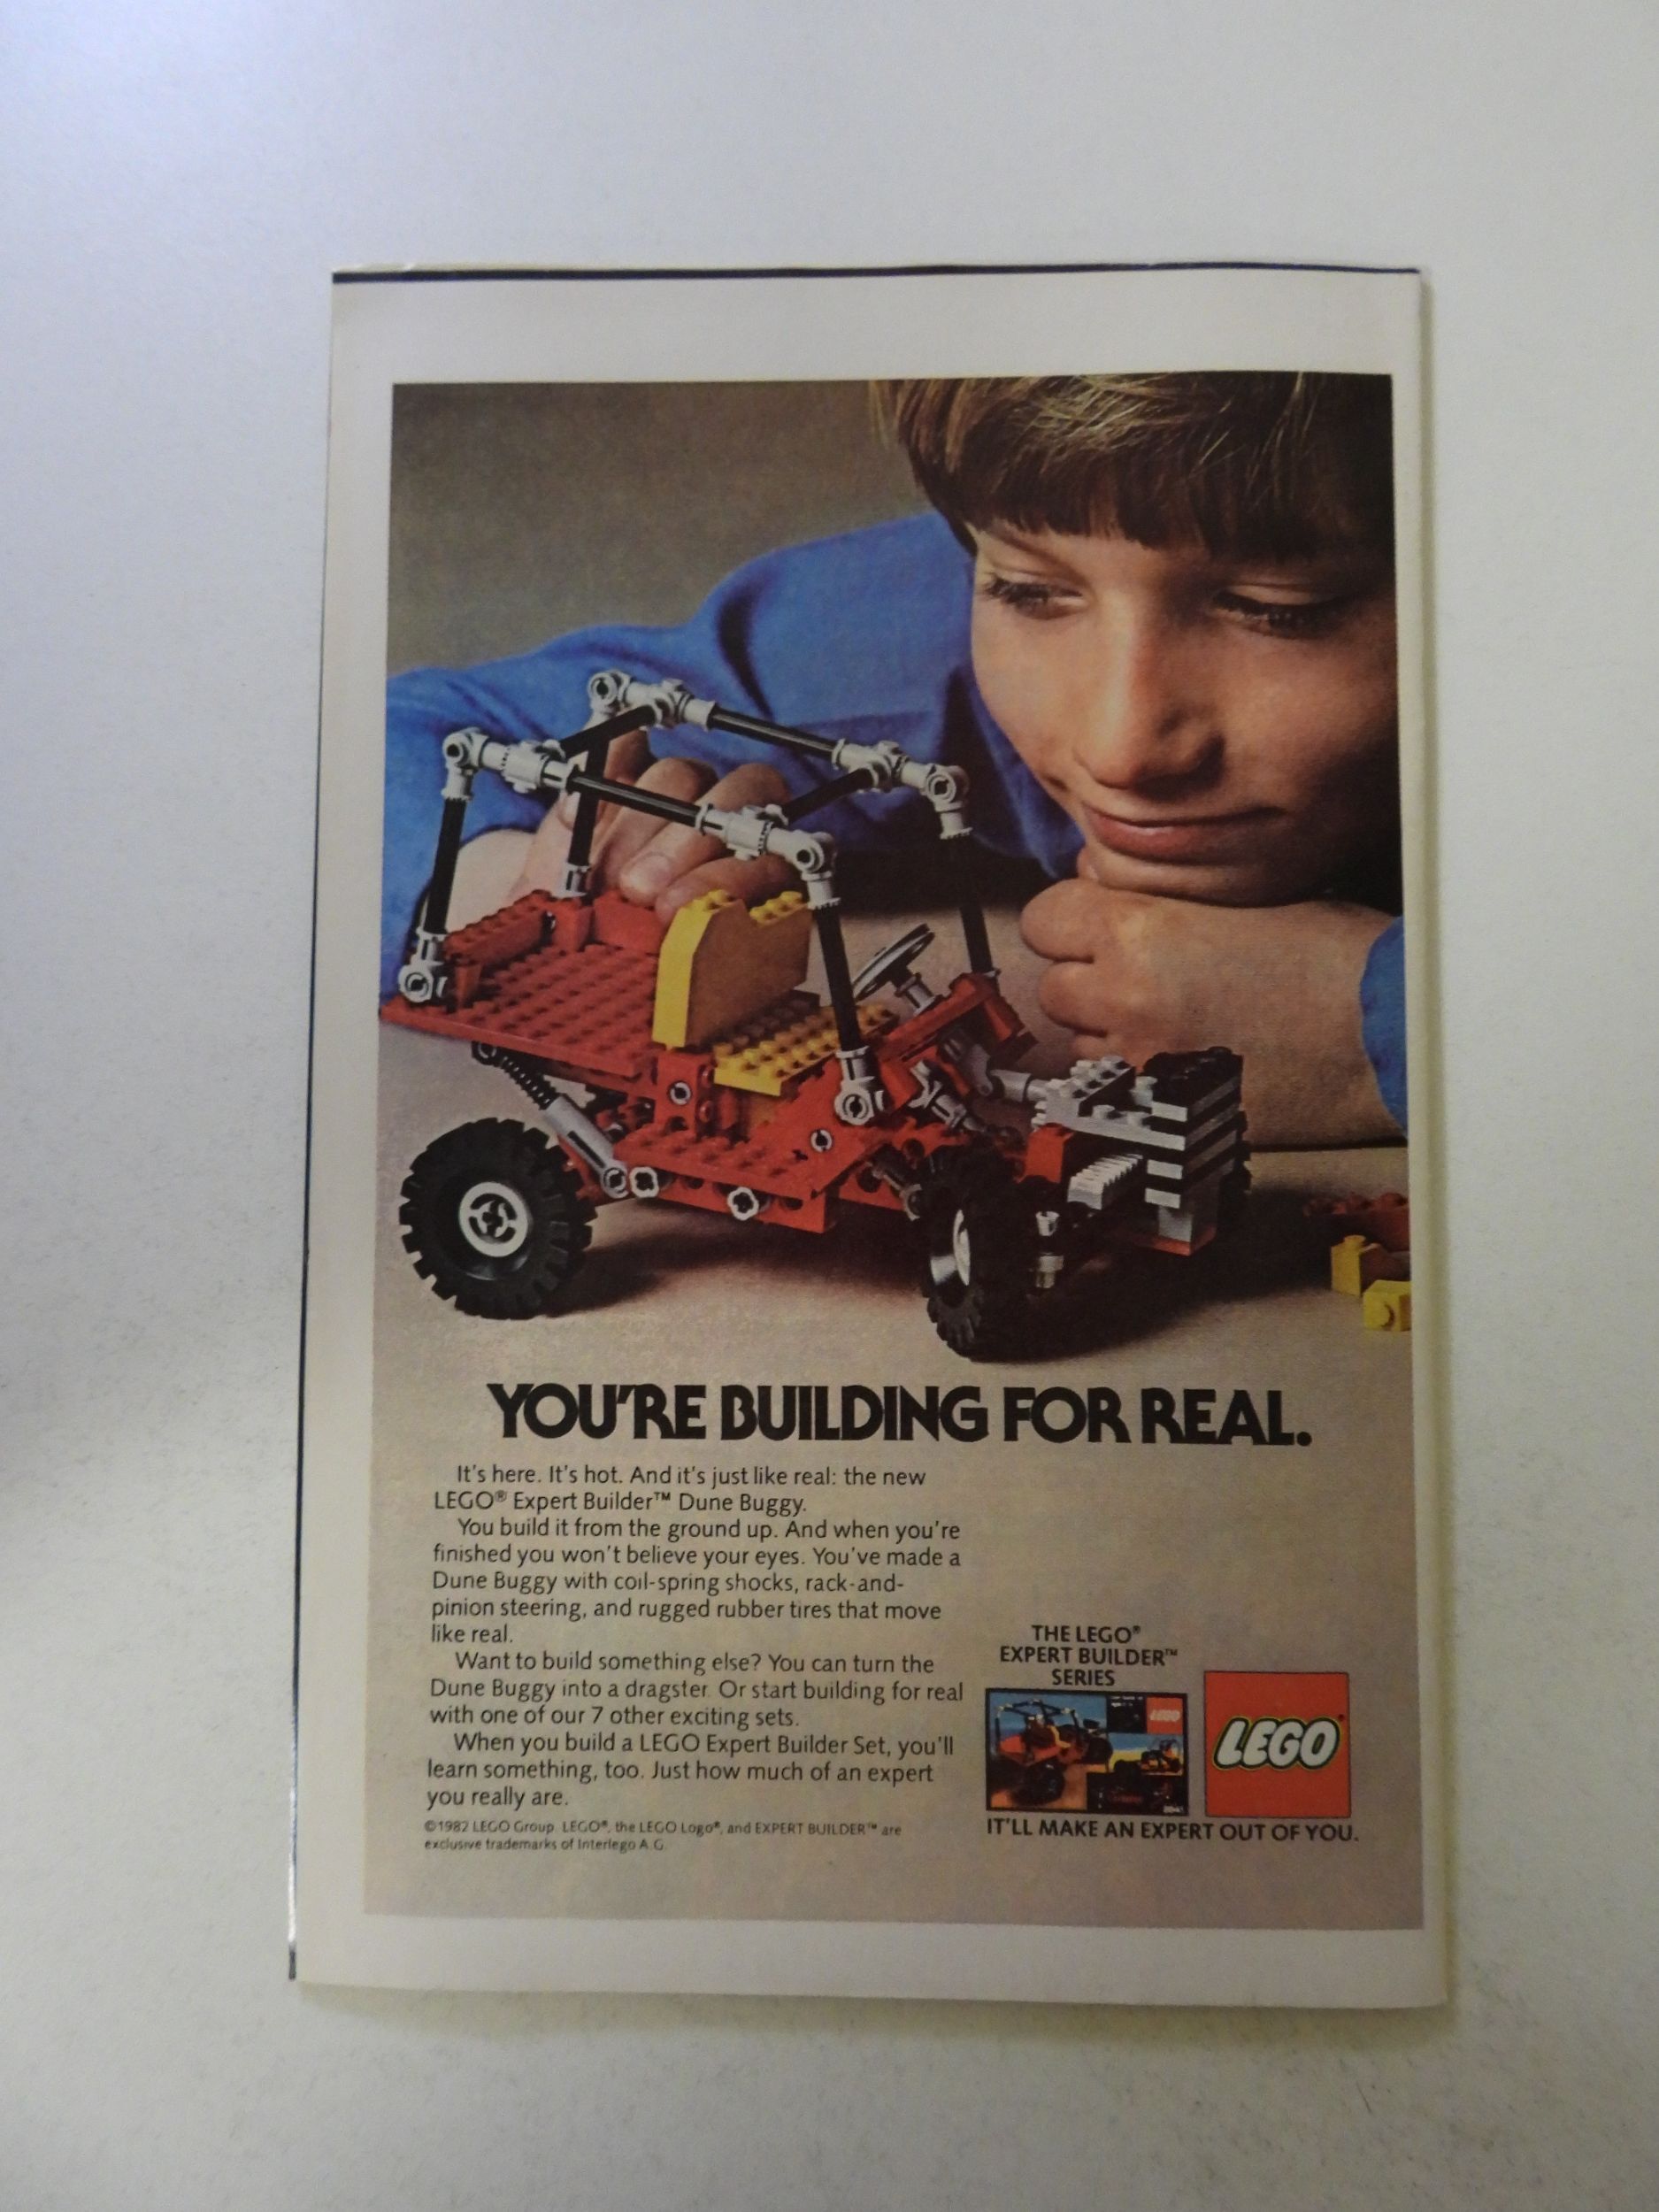 YOU'RE BUILDING FOR REAL.
It's here. It's hot. And it's just like real: the new
LEGO® Expert Builder™ Dune Buggy.
You build it from the ground up. And when you're
finished you won't believe your eyes. You've made a
Dune Buggy with coil-spring shocks, rack-and-
pinion steering, and rugged rubber tires that move
like real.
Want to build something else? You can turn the
Dune Buggy into a dragster. Or start building for real
with one of our 7 other exciting sets.
When you build a LEGO Expert Builder Set, you'll
learn something, too. Just how much of an expert
you really are.
©1982 LEGO Group. LEGO®, the LEGO Logo®, and EXPERT BUILDER™ are
exclusive trademarks of Interlego A.G.
THE LEGO®
EXPERT BUILDER™
SERIES
LEGO
LEGO®
IT'LL MAKE AN EXPERT OUT OF YOU.